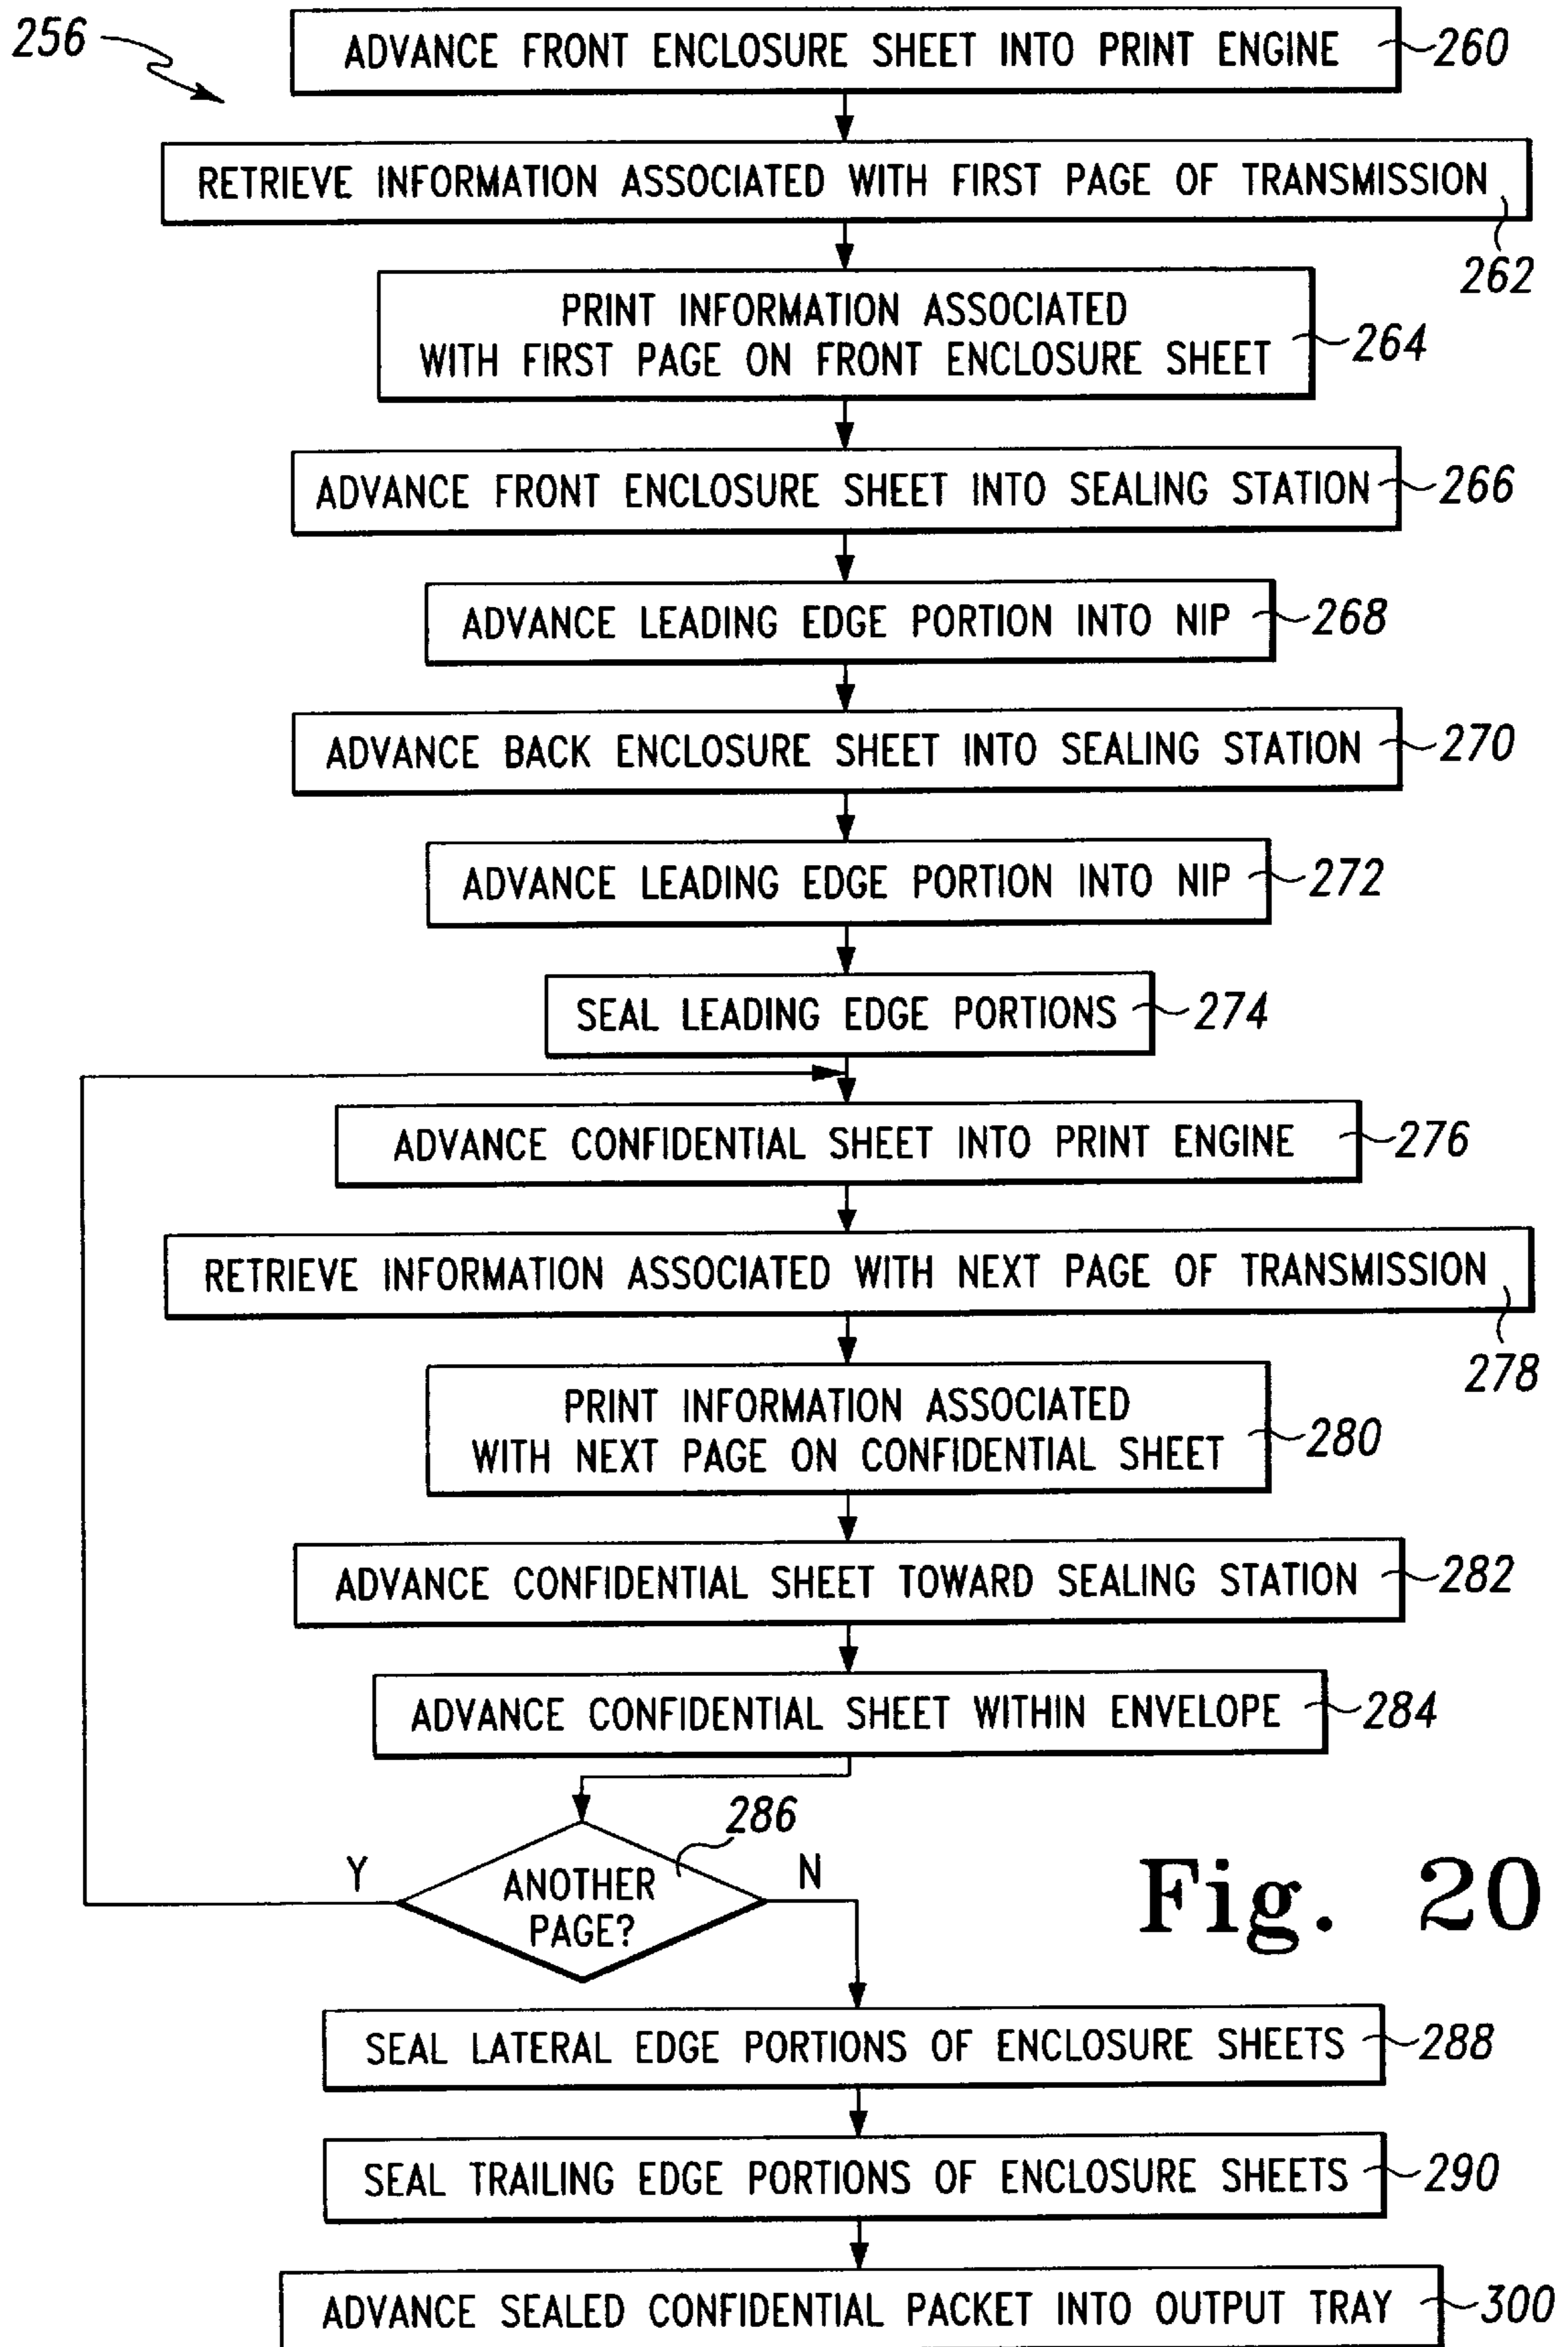 256
ADVANCE FRONT ENCLOSURE SHEET INTO PRINT ENGINE 260
RETRIEVE INFORMATION ASSOCIATED WITH FIRST PAGE OF TRANSMISSION
262
PRINT INFORMATION ASSOCIATED
WITH FIRST PAGE ON FRONT ENCLOSURE SHEET 264
ADVANCE FRONT ENCLOSURE SHEET INTO SEALING STATION 266
ADVANCE LEADING EDGE PORTION INTO NIP 268
ADVANCE BACK ENCLOSURE SHEET INTO SEALING STATION 270
ADVANCE LEADING EDGE PORTION INTO NIP 272
SEAL LEADING EDGE PORTIONS 274
ADVANCE CONFIDENTIAL SHEET INTO PRINT ENGINE 276
RETRIEVE INFORMATION ASSOCIATED WITH NEXT PAGE OF TRANSMISSION
278
PRINT INFORMATION ASSOCIATED
WITH NEXT PAGE ON CONFIDENTIAL SHEET 280
ADVANCE CONFIDENTIAL SHEET TOWARD SEALING STATION 282
ADVANCE CONFIDENTIAL SHEET WITHIN ENVELOPE 284
286
Y
ANOTHER
PAGE?
N
Fig. 20
SEAL LATERAL EDGE PORTIONS OF ENCLOSURE SHEETS 288
SEAL TRAILING EDGE PORTIONS OF ENCLOSURE SHEETS 290
ADVANCE SEALED CONFIDENTIAL PACKET INTO OUTPUT TRAY 300